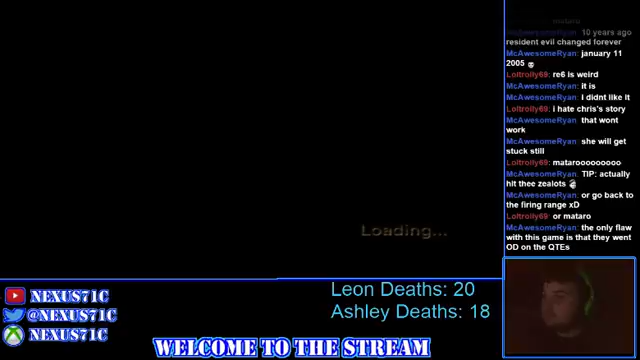 mataro
McAwesomeRyan: 10 years ago
resident evil changed forever
McAwesomeRyan: january 11
2005
Loltrolly69: re6 is weird
McAwesomeRyan: it is
McAwesomeRyan: i didnt like it
Loltrolly69: i hate chris's story
McAwesomeRyan: that wont
work
McAwesomeRyan: she will get
stuck still
Loltrolly69: mataroooooooo
McAwesomeRyan: TIP: actually
hit thee zealots
McAwesomeRyan: or go back to
the firing range xD
Loltrolly69: or mataro
McAwesomeRyan: the only flaw
with this game is that they went
OD on the QTEs
Loading...
Leon Deaths: 20
Ashley Deaths: 18
NEXUS71C
@NEXUS71C
NEXUS71C
WELCOME TO THE STREAM